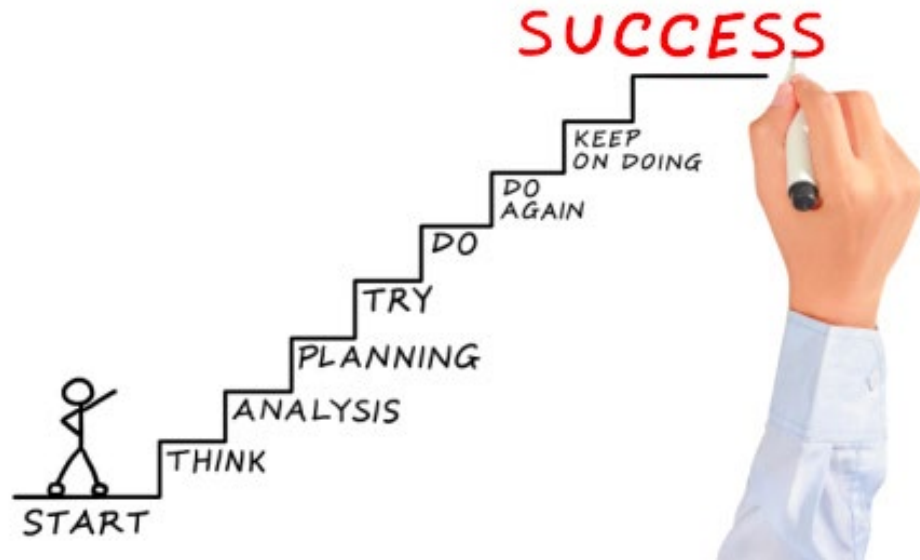 SUCCESS
KEEP
ON DOING
DO
AGAIN
DO
TRY
PLANNING
ANALYSIS
THINK
START